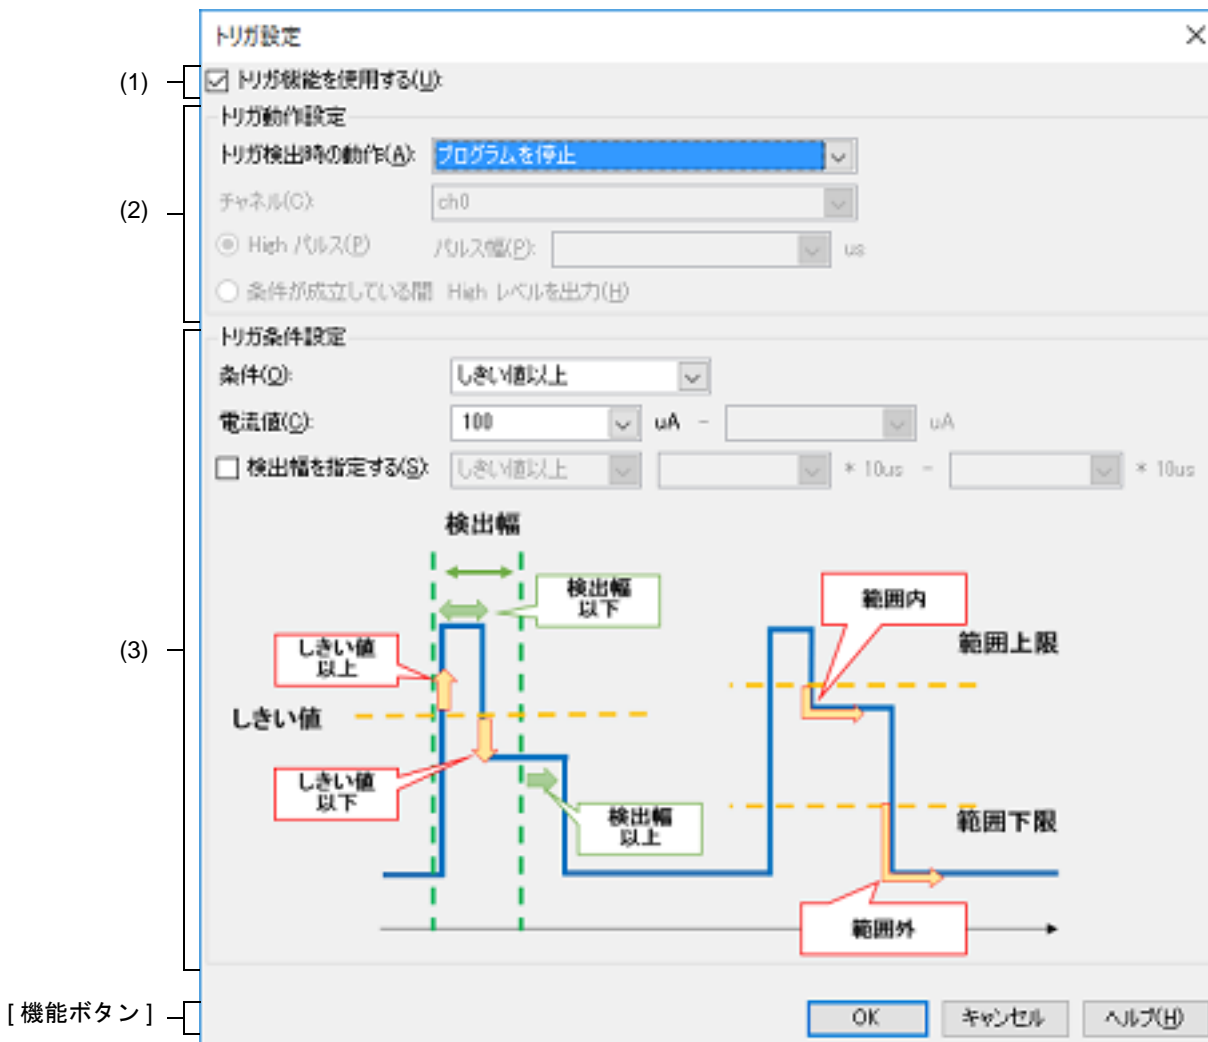 トリガ設定
(1)
トリガ機能を使用する(U):
(2)
トリガ動作設定
トリガ検出時の動作(A): プログラムを停止
チャネル(C): ch0
High パルス(P) パルス幅(P): us
条件が成立している間 High レベルを出力(H)
(3)
トリガ条件設定
条件(O): しきい値以上
電流値(C): 100 uA - uA
検出幅を指定する(S): しきい値以上 * 10us - * 10us
検出幅
検出幅
以下
範囲内
しきい値
以上
範囲上限
しきい値
しきい値
以下
検出幅
以上
範囲下限
範囲外
[ 機能ボタン ]
OK キャンセル ヘルプ(H)